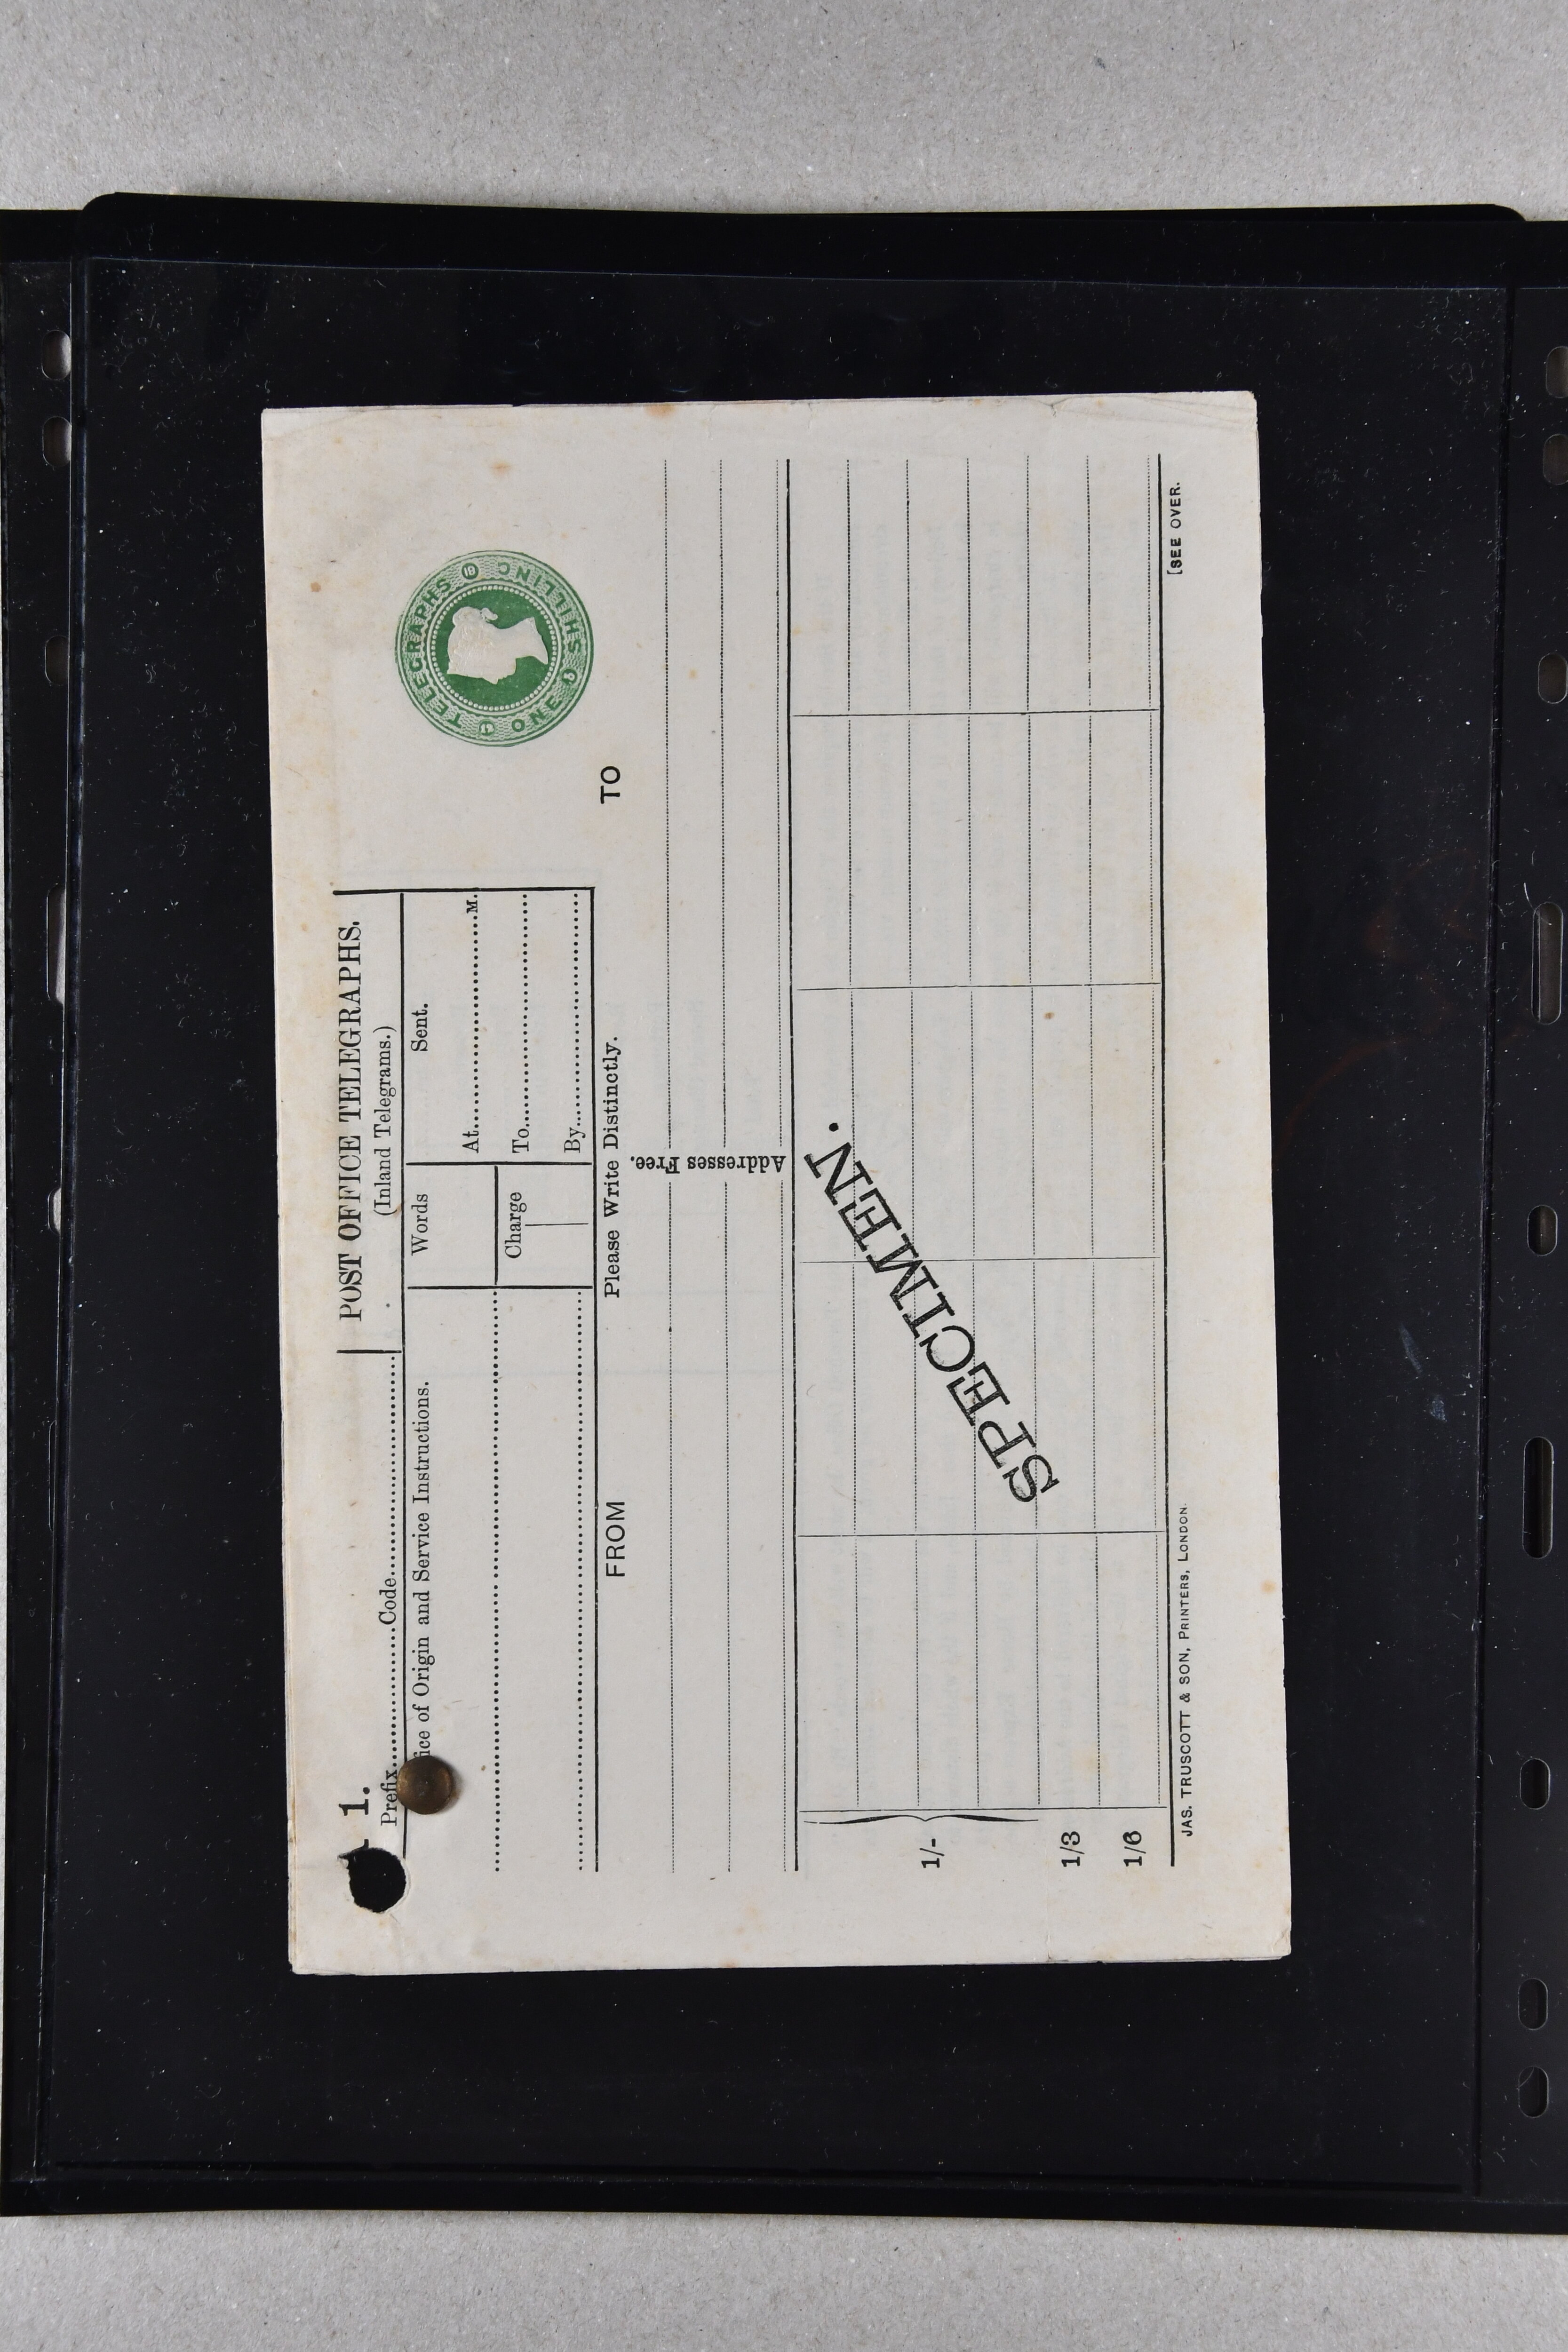 1.
POST OFFICE TELEGRAPHS.
(Inland Telegrams.)
Prefix..............Code..............
ice of Origin and Service Instructions.
Words
Charge
Sent.
At..............M.
To..............
By..............
TELEGRAPHS
ONE SHILLING
FROM
Please Write Distinctly.
TO
Addresses Free.
SPECIMEN.
1/-
1/3
1/6
JAS. TRUSCOTT & SON, PRINTERS, LONDON.
[SEE OVER.